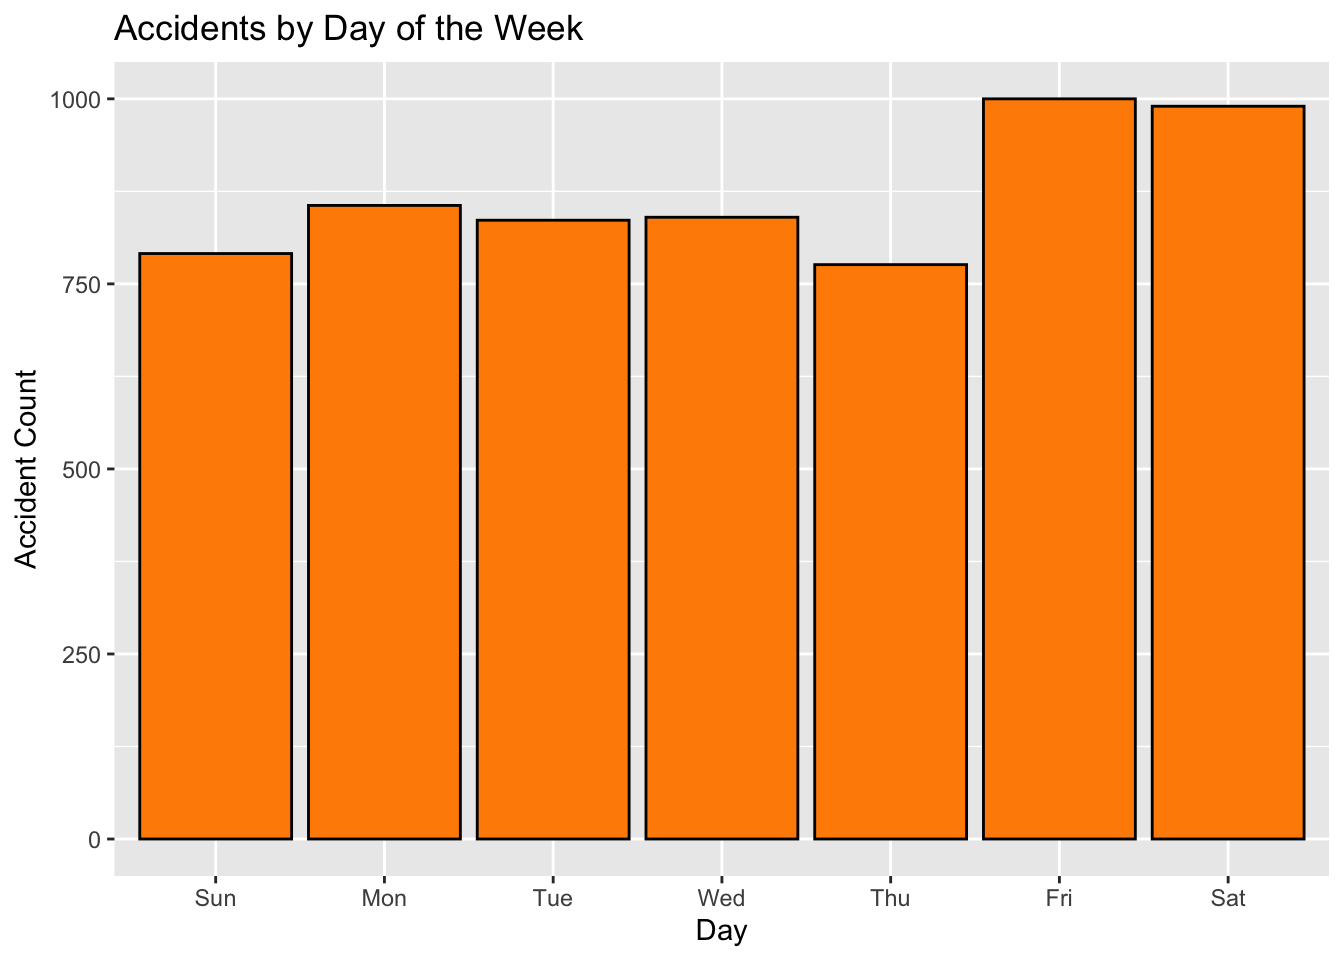 Accidents by Day of the Week
1000
750
500
250
0
Accident Count
Sun Mon Tue Wed Thu Fri Sat
Day